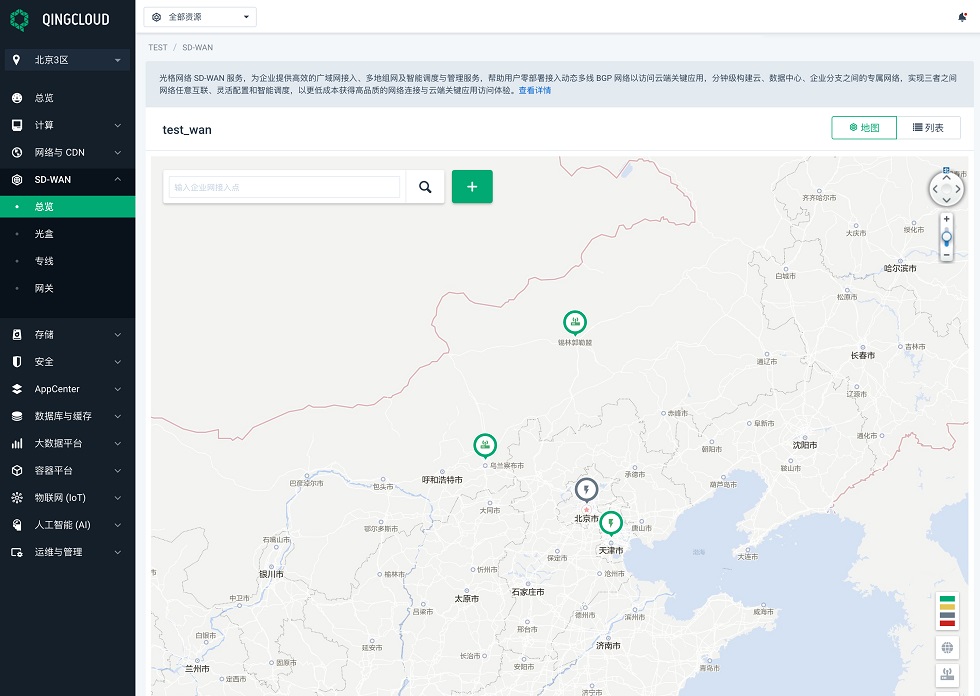 QINGCLOUD
全部资源
北京3区
TEST / SD-WAN
总览
光格网络 SD-WAN 服务，为企业提供高效的广域网接入、多地组网及智能调度与管理服务，帮助用户零部署接入动态多线 BGP 网络以访问云端关键应用，分钟级构建云、数据中心、企业分支之间的专属网络，实现三者之间
网络任意互联、灵活配置和智能调度，以更低成本获得高品质的网络连接与云端关键应用访问体验。查看详情
计算
test_wan
地图
列表
网络与 CDN
SD-WAN
总览
光盒
专线
网关
存储
安全
AppCenter
数据库与缓存
大数据平台
容器平台
物联网 (IoT)
人工智能 (AI)
运维与管理
输入企业网接入点
+
齐齐哈尔市
大庆市
绥化市
哈尔滨市
白城市
松原市
锡林郭勒盟
吉林市
长春市
通辽市
辽源市
赤峰市
阜新市
通化市
沈阳市
朝阳市
乌兰察布市
鞍山市
呼和浩特市
承德市
巴彦淖尔市
包头市
葫芦岛市
大同市
北京市
鄂尔多斯市
唐山市
石嘴山市
天津市
渤海
保定市
大连市
银川市
榆林市
忻州市
沧州市
石家庄市
中卫市
太原市
吕梁市
德州市
滨州市
威海市
白银市
邢台市
延安市
济南市
兰州市
固原市
长治市
安阳市
青岛市
定西市
济宁市